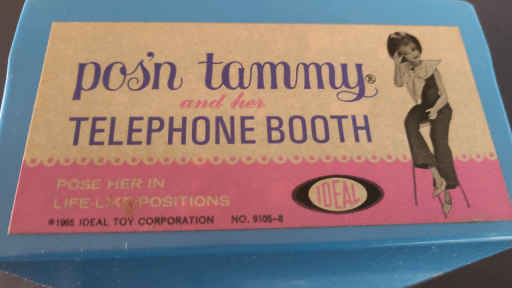 pos'n tammy®
and her
TELEPHONE BOOTH
POSE HER IN
LIFE-LIKE POSITIONS
IDEAL
©1965 IDEAL TOY CORPORATION NO. 9105-8